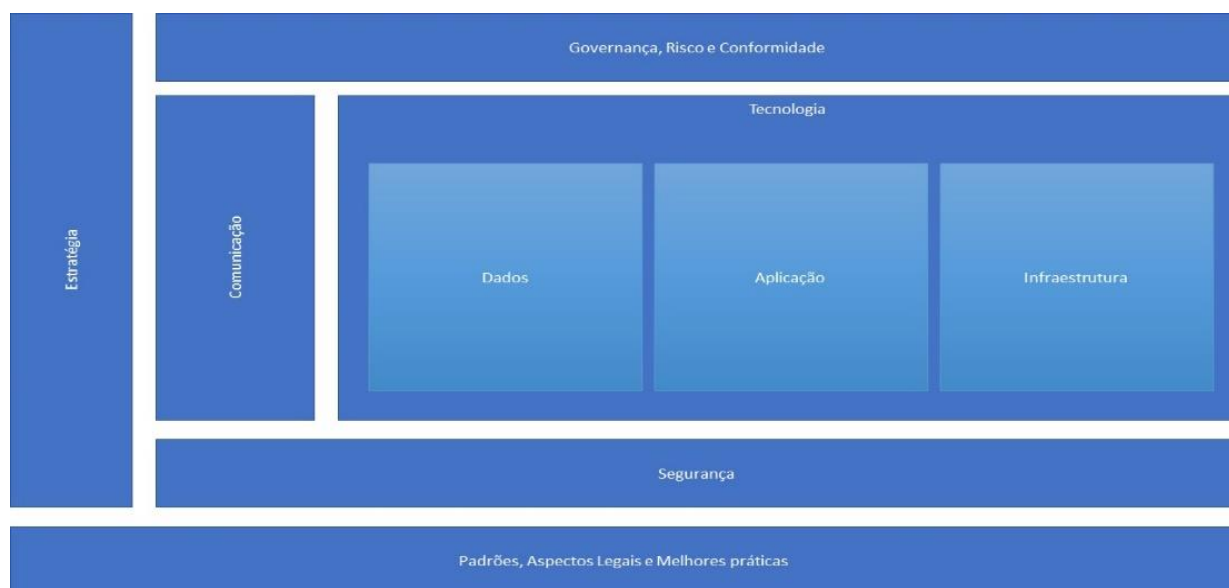 Governança, Risco e Conformidade
Estratégia
Comunicação
Tecnologia
Dados
Aplicação
Infraestrutura
Segurança
Padrões, Aspectos Legais e Melhores práticas